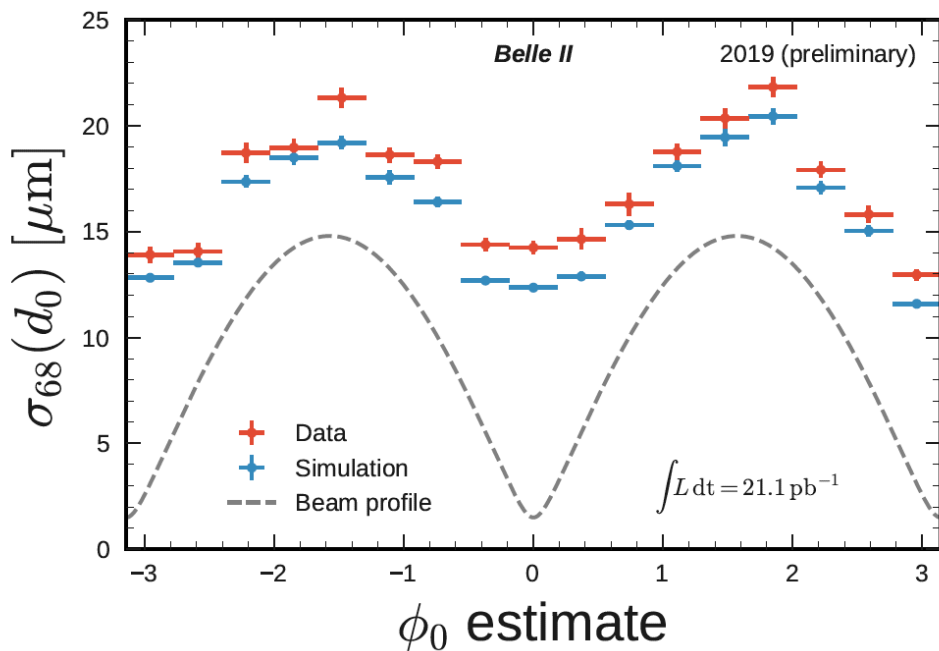 Belle II 2019 (preliminary)
25
20
15
10
5
0
σ₆₈(d₀) [μm]
Data
Simulation
Beam profile
∫L dt = 21.1 pb⁻¹
−3 −2 −1 0 1 2 3
ϕ₀ estimate